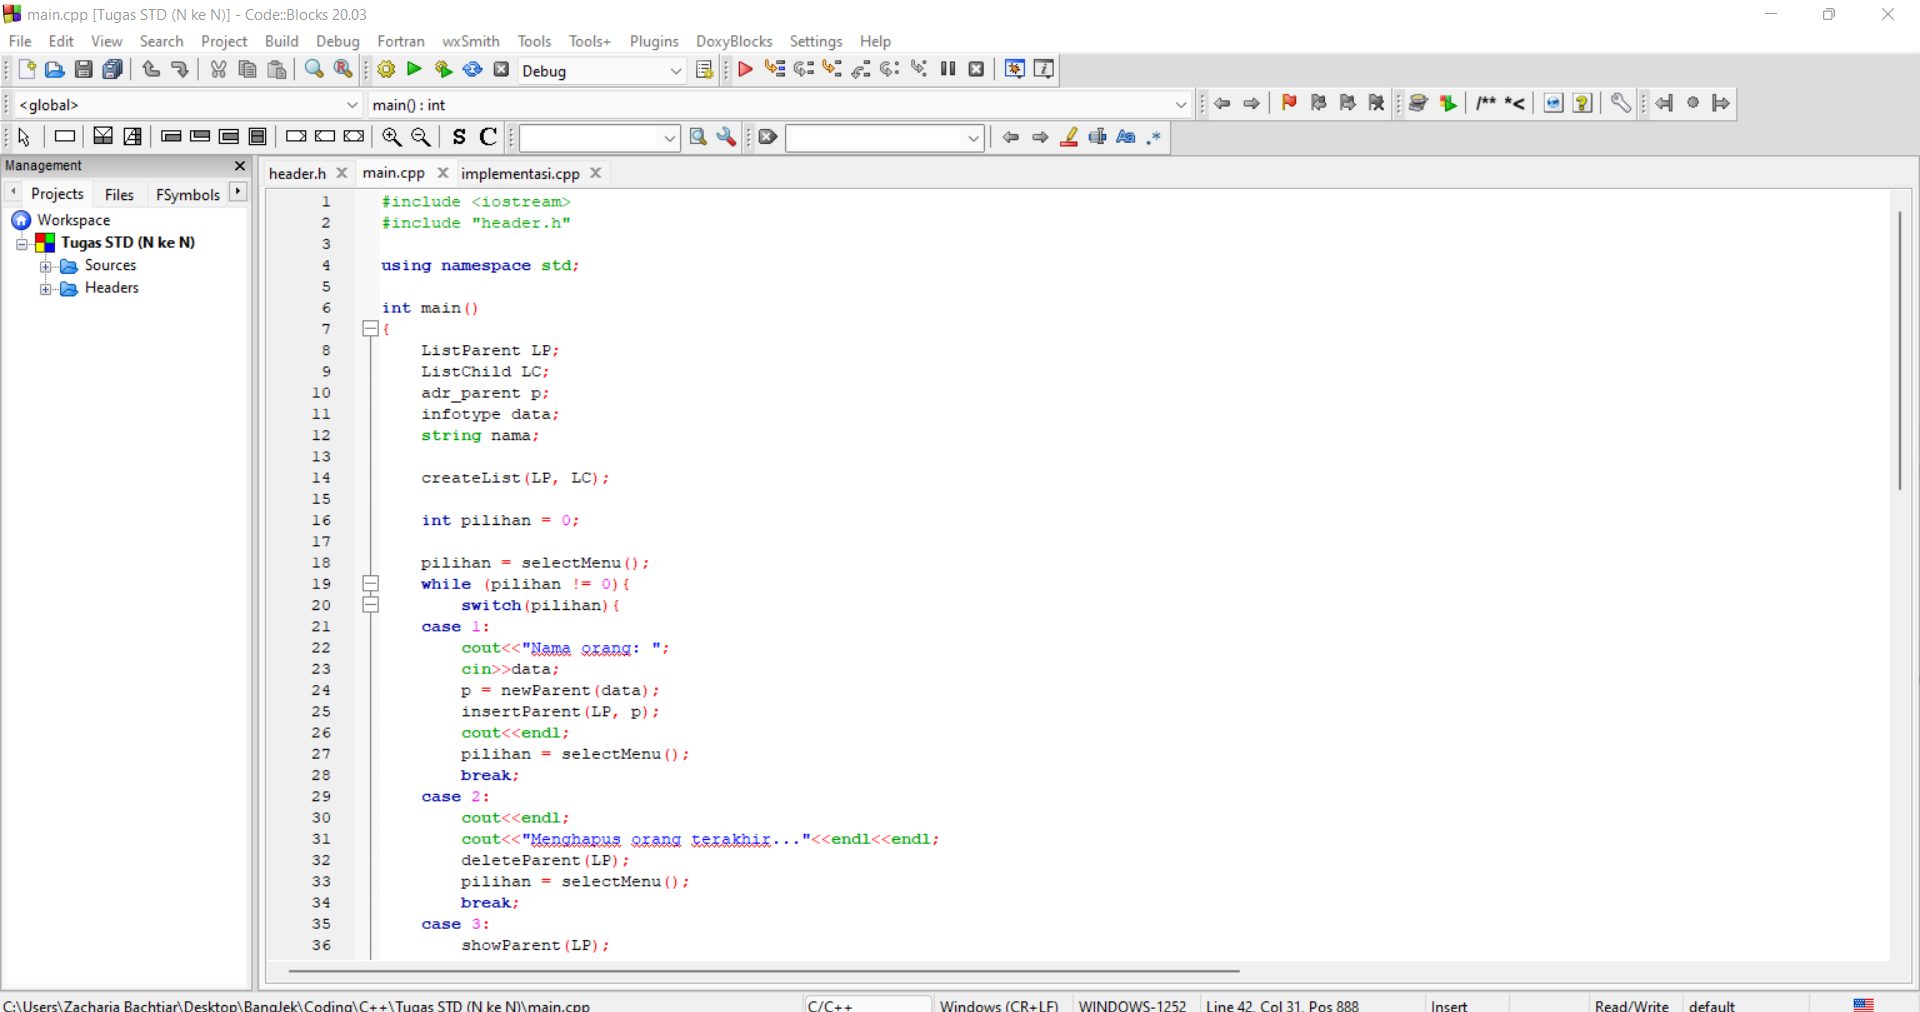 main.cpp [Tugas STD (N ke N)] - Code::Blocks 20.03
File Edit View Search Project Build Debug Fortran wxSmith Tools Tools+ Plugins DoxyBlocks Settings Help
Debug
<global> main() : int
/** *<
S C
Aa .*
Management
header.h main.cpp implementasi.cpp
Projects Files FSymbols
Workspace
Tugas STD (N ke N)
Sources
Headers
1 #include <iostream>
2 #include "header.h"
3
4 using namespace std;
5
6 int main()
7 {
8 ListParent LP;
9 ListChild LC;
10 adr_parent p;
11 infotype data;
12 string nama;
13
14 createList(LP, LC);
15
16 int pilihan = 0;
17
18 pilihan = selectMenu();
19 while (pilihan != 0){
20 switch(pilihan){
21 case 1:
22 cout<<"Nama orang: ";
23 cin>>data;
24 p = newParent(data);
25 insertParent(LP, p);
26 cout<<endl;
27 pilihan = selectMenu();
28 break;
29 case 2:
30 cout<<endl;
31 cout<<"Menghapus orang terakhir..."<<endl<<endl;
32 deleteParent(LP);
33 pilihan = selectMenu();
34 break;
35 case 3:
36 showParent(LP);
C:\Users\Zacharia Bachtiar\Desktop\BangJek\Coding\C++\Tugas STD (N ke N)\main.cpp C/C++ Windows (CR+LF) WINDOWS-1252 Line 42, Col 31, Pos 888 Insert Read/Write default